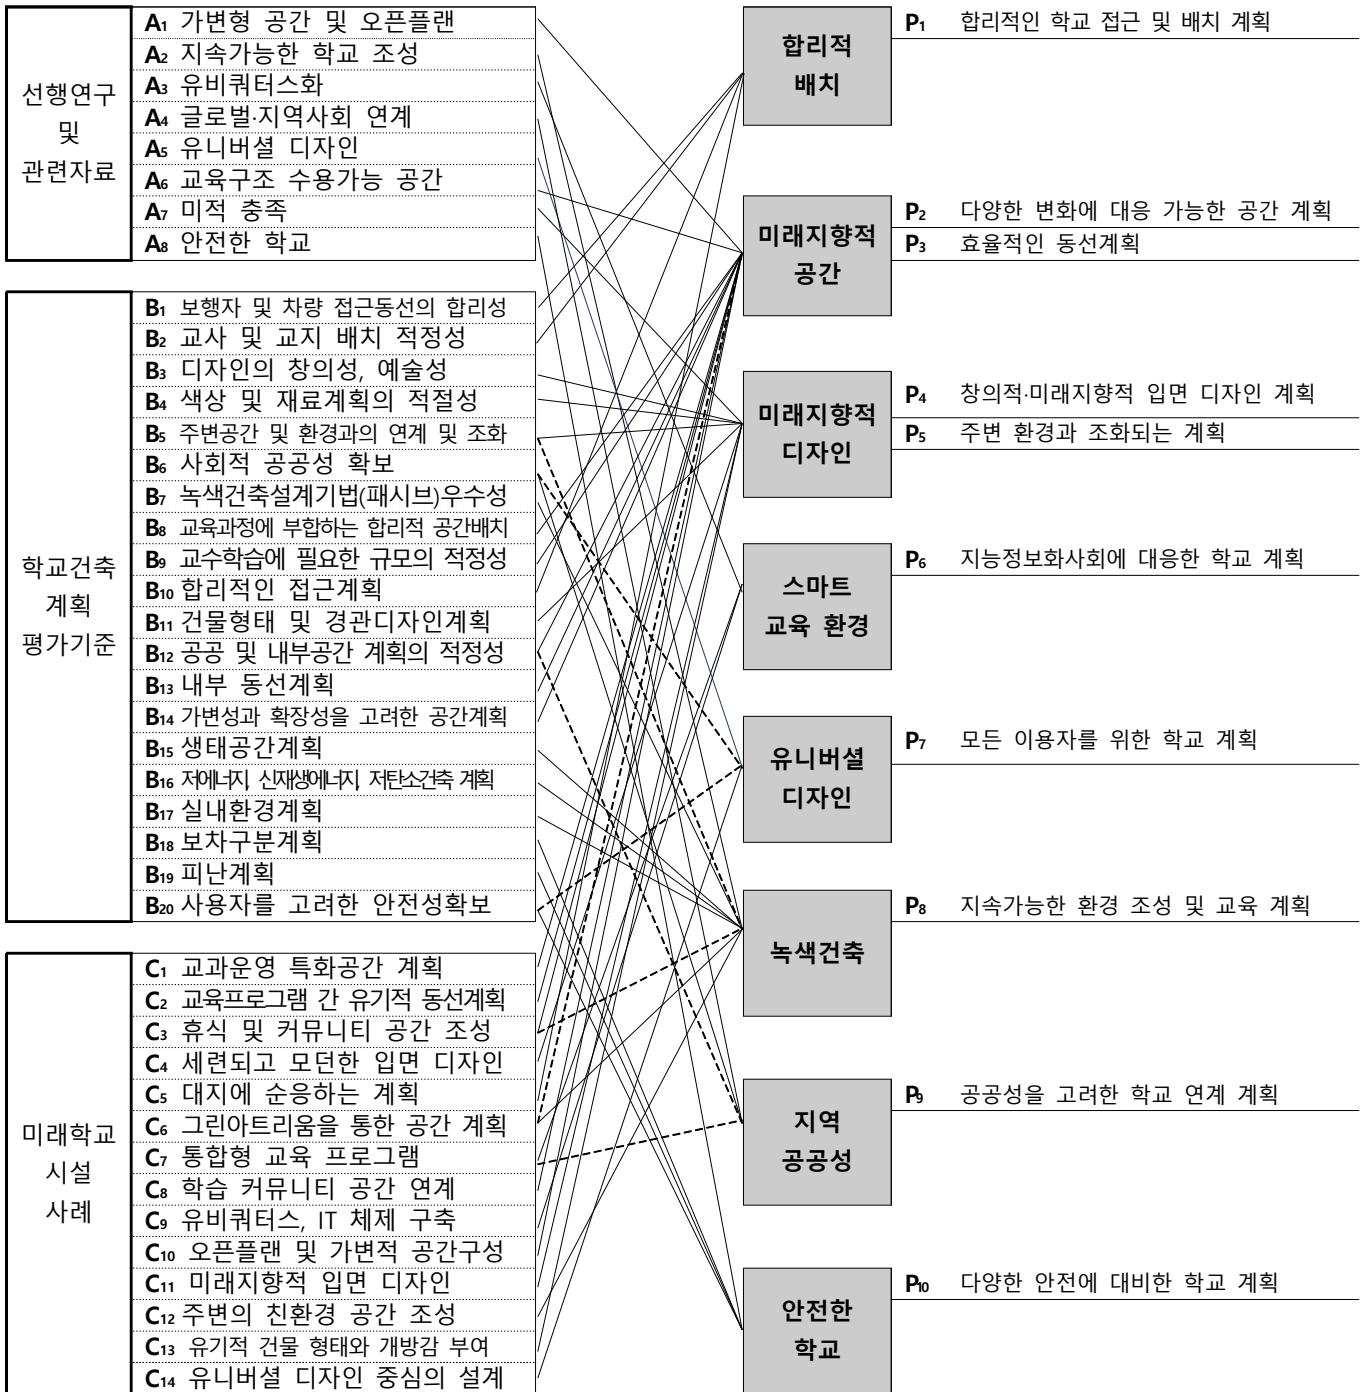 선행연구
및
관련자료
A₁ 가변형 공간 및 오픈플랜
A₂ 지속가능한 학교 조성
A₃ 유비쿼터스화
A₄ 글로벌·지역사회 연계
A₅ 유니버셜 디자인
A₆ 교육구조 수용가능 공간
A₇ 미적 충족
A₈ 안전한 학교
학교건축
계획
평가기준
B₁ 보행자 및 차량 접근동선의 합리성
B₂ 교사 및 교지 배치 적정성
B₃ 디자인의 창의성, 예술성
B₄ 색상 및 재료계획의 적절성
B₅ 주변공간 및 환경과의 연계 및 조화
B₆ 사회적 공공성 확보
B₇ 녹색건축설계기법(패시브)우수성
B₈ 교육과정에 부합하는 합리적 공간배치
B₉ 교수학습에 필요한 규모의 적정성
B₁₀ 합리적인 접근계획
B₁₁ 건물형태 및 경관디자인계획
B₁₂ 공공 및 내부공간 계획의 적정성
B₁₃ 내부 동선계획
B₁₄ 가변성과 확장성을 고려한 공간계획
B₁₅ 생태공간계획
B₁₆ 저에너지, 신재생에너지, 저탄소건축 계획
B₁₇ 실내환경계획
B₁₈ 보차구분계획
B₁₉ 피난계획
B₂₀ 사용자를 고려한 안전성확보
미래학교
시설
사례
C₁ 교과운영 특화공간 계획
C₂ 교육프로그램 간 유기적 동선계획
C₃ 휴식 및 커뮤니티 공간 조성
C₄ 세련되고 모던한 입면 디자인
C₅ 대지에 순응하는 계획
C₆ 그린아트리움을 통한 공간 계획
C₇ 통합형 교육 프로그램
C₈ 학습 커뮤니티 공간 연계
C₉ 유비쿼터스, IT 체제 구축
C₁₀ 오픈플랜 및 가변적 공간구성
C₁₁ 미래지향적 입면 디자인
C₁₂ 주변의 친환경 공간 조성
C₁₃ 유기적 건물 형태와 개방감 부여
C₁₄ 유니버셜 디자인 중심의 설계
합리적
배치
미래지향적
공간
미래지향적
디자인
스마트
교육 환경
유니버셜
디자인
녹색건축
지역
공공성
안전한
학교
P₁ 합리적인 학교 접근 및 배치 계획
P₂ 다양한 변화에 대응 가능한 공간 계획
P₃ 효율적인 동선계획
P₄ 창의적·미래지향적 입면 디자인 계획
P₅ 주변 환경과 조화되는 계획
P₆ 지능정보화사회에 대응한 학교 계획
P₇ 모든 이용자를 위한 학교 계획
P₈ 지속가능한 환경 조성 및 교육 계획
P₉ 공공성을 고려한 학교 연계 계획
P₁₀ 다양한 안전에 대비한 학교 계획